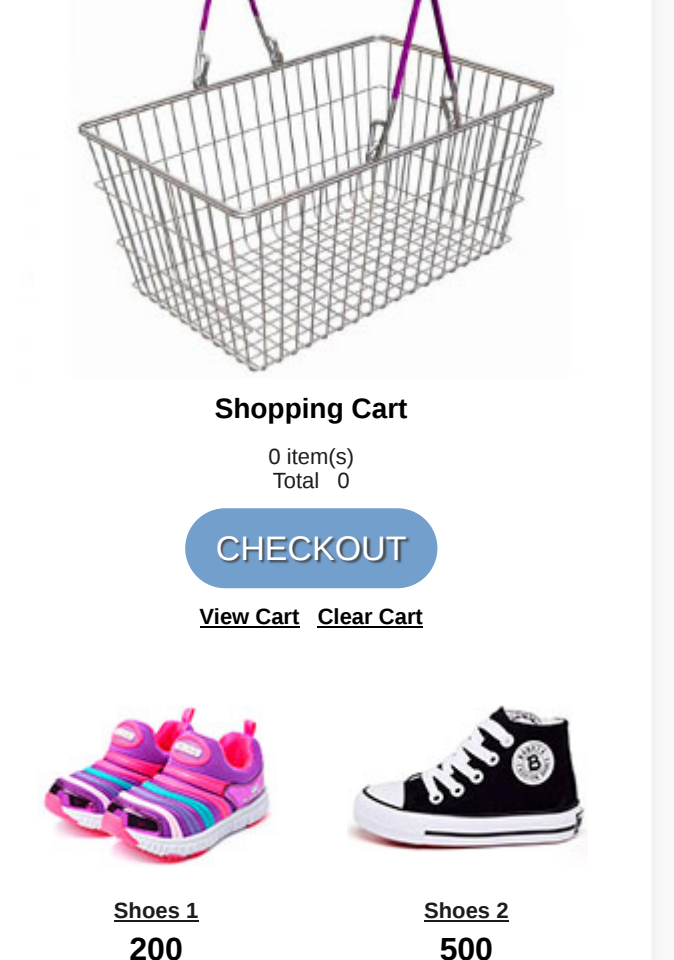 Shopping Cart
0 item(s)
Total 0
CHECKOUT
View Cart Clear Cart
B
Shoes 1 Shoes 2
200 500